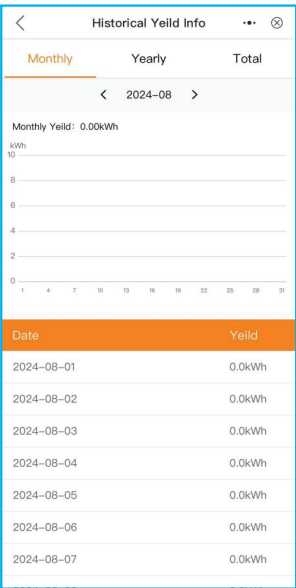 Historical Yeild Info
Monthly Yearly Total
< 2024-08 >
Monthly Yeild: 0.00kWh
kWh
10
8
6
4
2
0
1 4 7 10 13 16 19 22 25 28 31
Date Yeild
2024-08-01 0.0kWh
2024-08-02 0.0kWh
2024-08-03 0.0kWh
2024-08-04 0.0kWh
2024-08-05 0.0kWh
2024-08-06 0.0kWh
2024-08-07 0.0kWh